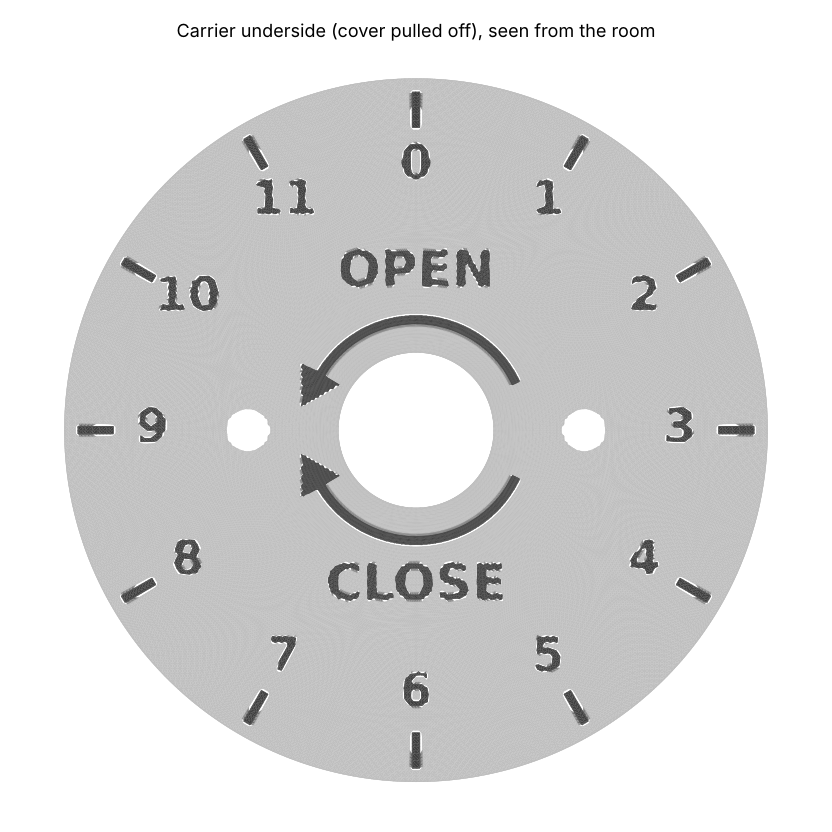 Carrier underside (cover pulled off), seen from the room
0
11 1
OPEN
10 2
9 3
8 4
CLOSE
7 5
6